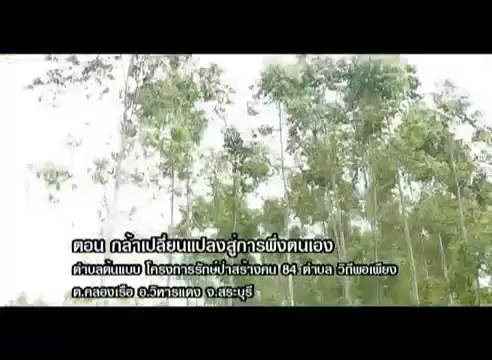 ตอน กล้าเปลี่ยนแปลงสู่การพึ่งตนเอง
ตำบลต้นแบบ โครงการรักษ์ป่าสร้างคน 84 ตำบล วิถีพอเพียง
ต.คลองเรือ อ.วิหารแดง จ.สระบุรี